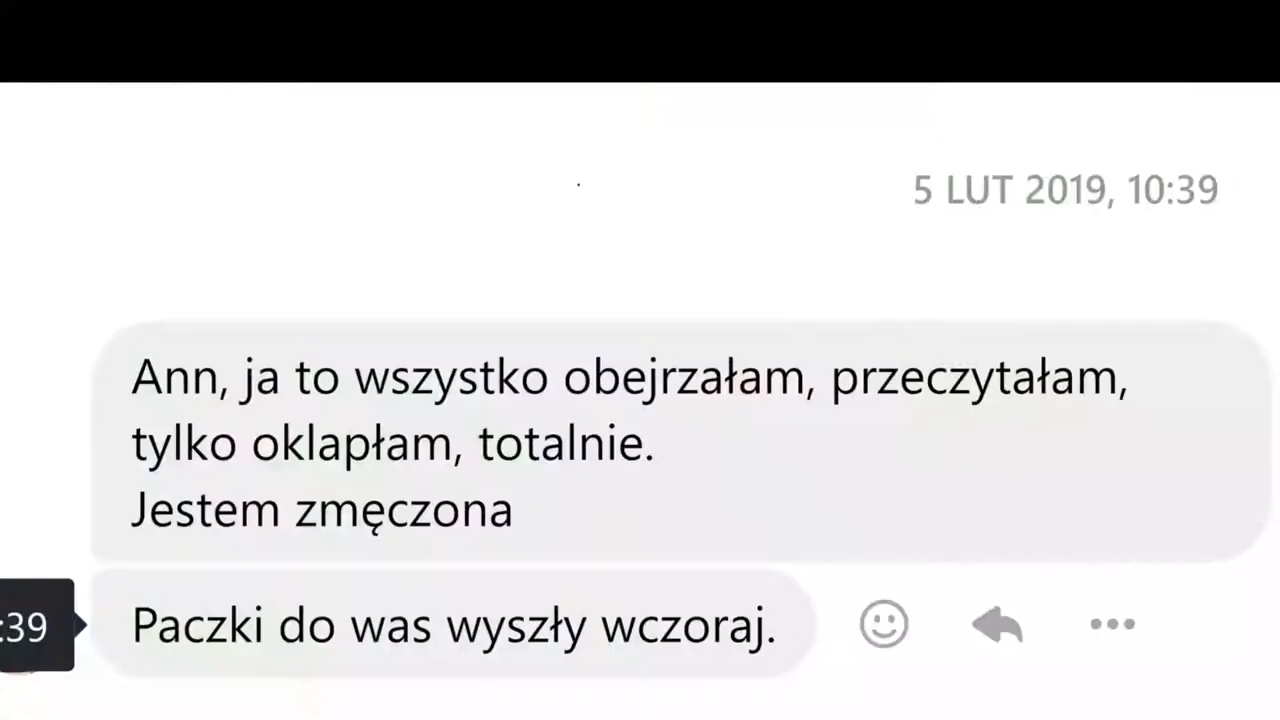 5 LUT 2019, 10:39
Ann, ja to wszystko obejrzałam, przeczytałam,
tylko oklapłam, totalnie.
Jestem zmęczona
:39
Paczki do was wyszły wczoraj.